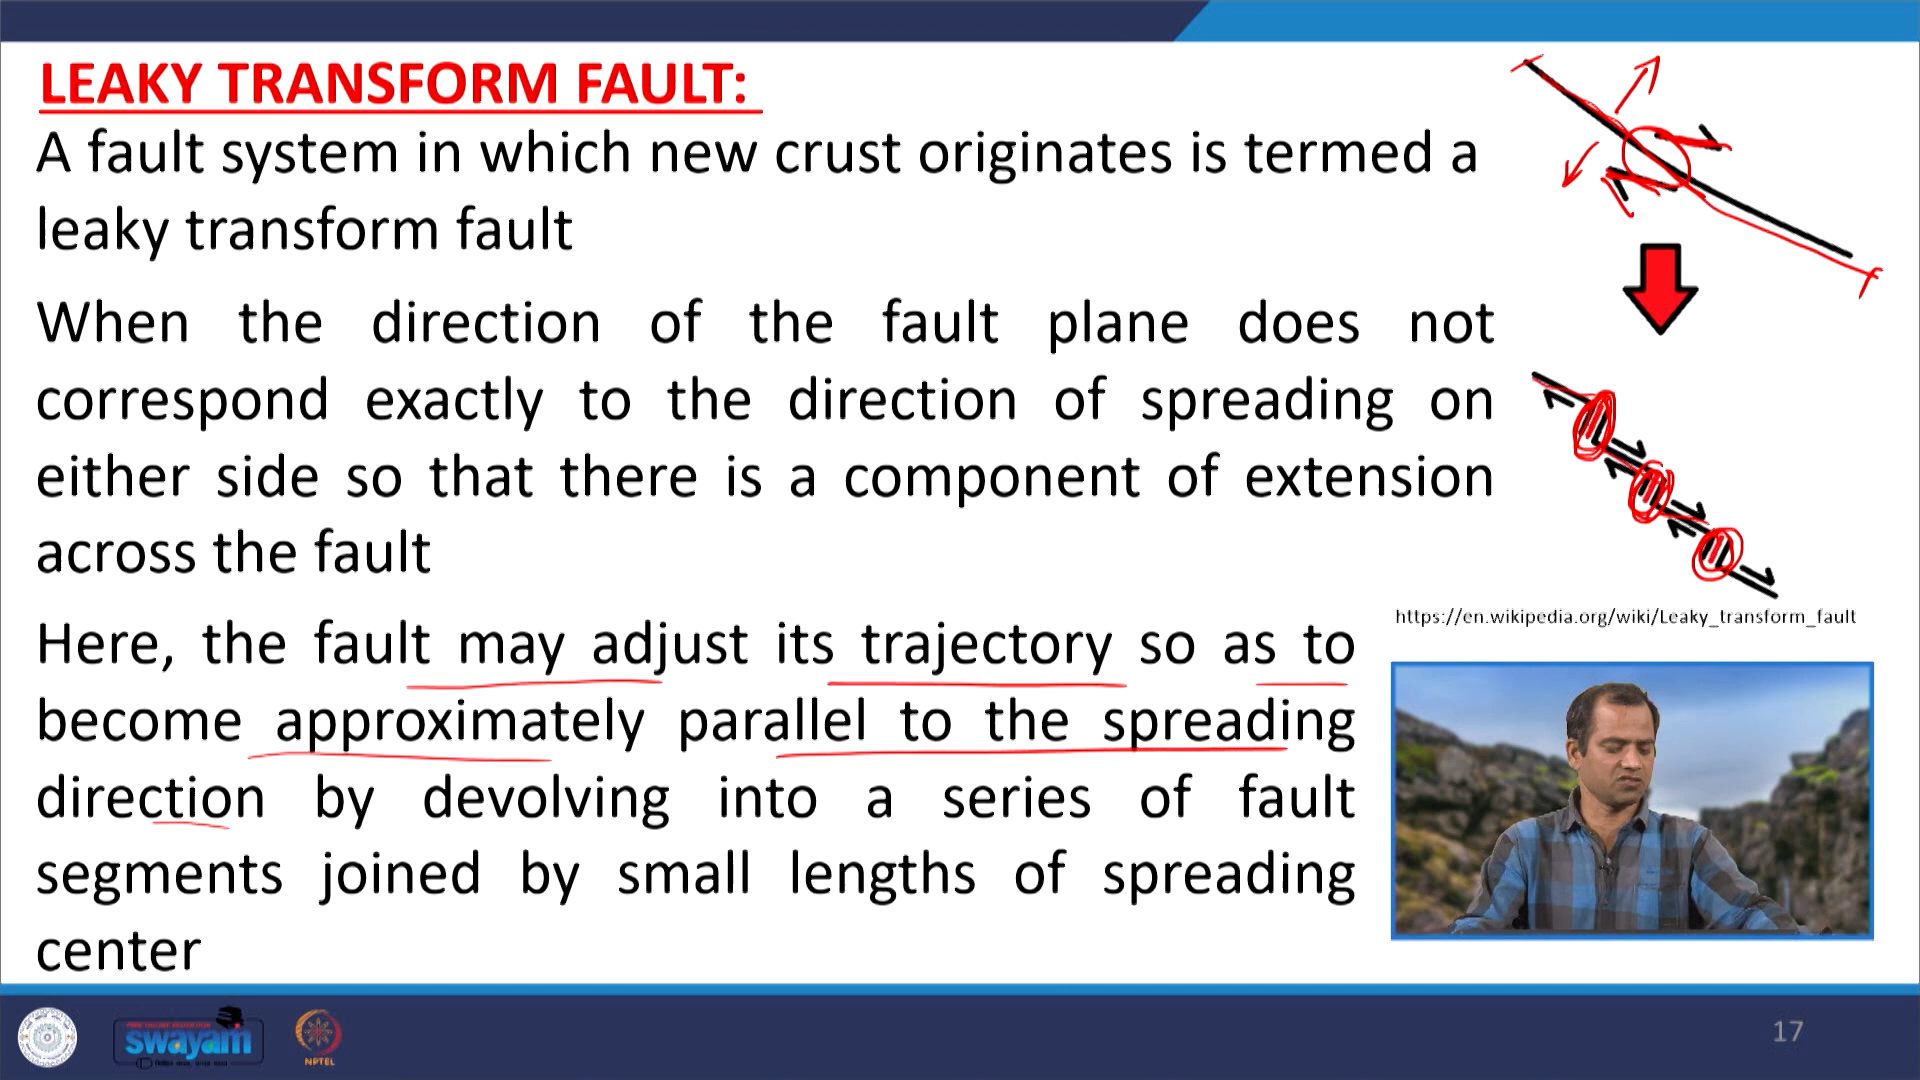 LEAKY TRANSFORM FAULT:
A fault system in which new crust originates is termed a
leaky transform fault
When the direction of the fault plane does not
correspond exactly to the direction of spreading on
either side so that there is a component of extension
across the fault
https://en.wikipedia.org/wiki/Leaky_transform_fault
Here, the fault may adjust its trajectory so as to
become approximately parallel to the spreading
direction by devolving into a series of fault
segments joined by small lengths of spreading
center
swayam
NPTEL
17